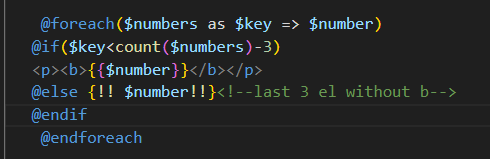 @foreach($numbers as $key => $number)
@if($key<count($numbers)-3)
<p><b>{{$number}}</b></p>
@else {!! $number!!}<!--last 3 el without b-->
@endif
@endforeach